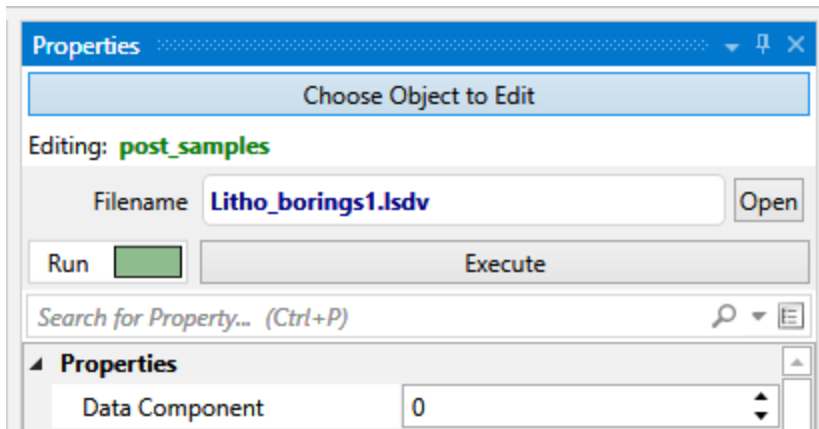 Properties
Choose Object to Edit
Editing: post_samples
Filename Litho_borings1.lsdv Open
Run Execute
Search for Property... (Ctrl+P)
Properties
Data Component 0